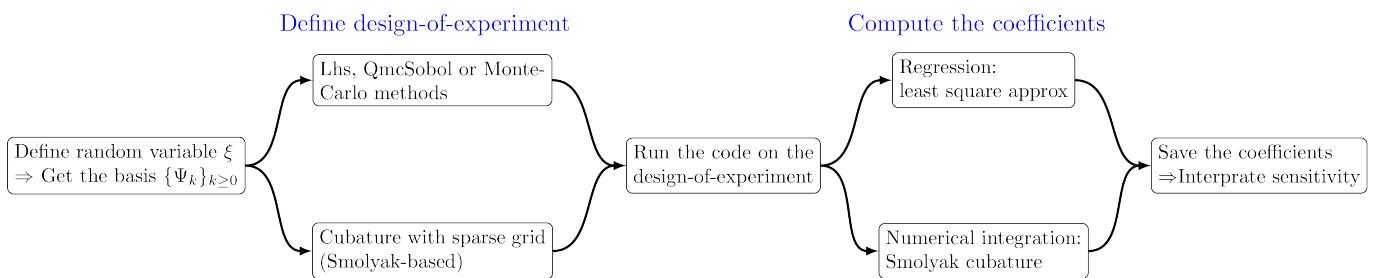 Define design-of-experiment
Compute the coefficients
Lhs, QmcSobol or Monte-
Carlo methods
Regression:
least square approx
Define random variable ξ
⇒ Get the basis {Ψₖ}ₖ≥₀
Run the code on the
design-of-experiment
Save the coefficients
⇒Interprate sensitivity
Cubature with sparse grid
(Smolyak-based)
Numerical integration:
Smolyak cubature